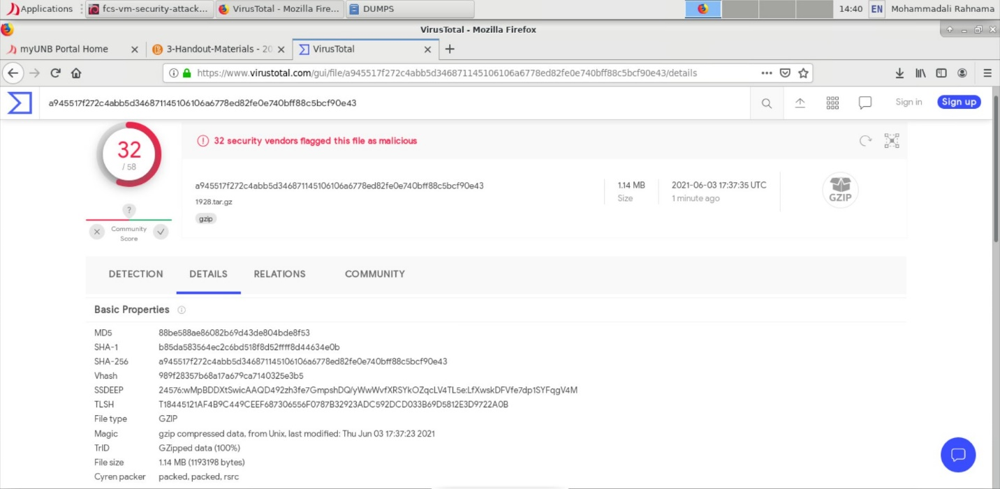 Applications fcs-vm-security-attack... VirusTotal - Mozilla Fire... DUMPS 14:40 EN Mohammadali Rahnama
VirusTotal - Mozilla Firefox
myUNB Portal Home 3-Handout-Materials - 20 VirusTotal
https://www.virustotal.com/gui/file/a945517f272c4abb5d346871145106106a6778ed82fe0e740bff88c5bcf90e43/details
a945517f272c4abb5d346871145106106a6778ed82fe0e740bff88c5bcf90e43 Sign in Sign up
32
/ 58
32 security vendors flagged this file as malicious
a945517f272c4abb5d346871145106106a6778ed82fe0e740bff88c5bcf90e43
1928.tar.gz
gzip
1.14 MB
Size
2021-06-03 17:37:35 UTC
1 minute ago
GZIP
?
Community
Score
DETECTION DETAILS RELATIONS COMMUNITY
Basic Properties
MD5 88be588ae86082b69d43de804bde8f53
SHA-1 b85da583564ec2c6bd518f8d52ffff8d44634e0b
SHA-256 a945517f272c4abb5d346871145106106a6778ed82fe0e740bff88c5bcf90e43
Vhash 989f28357b68a17a679ca7140325e3b5
SSDEEP 24576:wMpBDDXtSwicAAQD492zh3fe7GmpshDQ/yWwWvfXRSYkOZqcLV4TL5e:LfXwskDFVfe7dp1SYFqgV4M
TLSH T18445121AF4B9C449CEEF687306556F0787B32923ADC592DCD033B69D5812E3D9722A0B
File type GZIP
Magic gzip compressed data, from Unix, last modified: Thu Jun 03 17:37:23 2021
TrID GZipped data (100%)
File size 1.14 MB (1193198 bytes)
Cyren packer packed, packed, rsrc